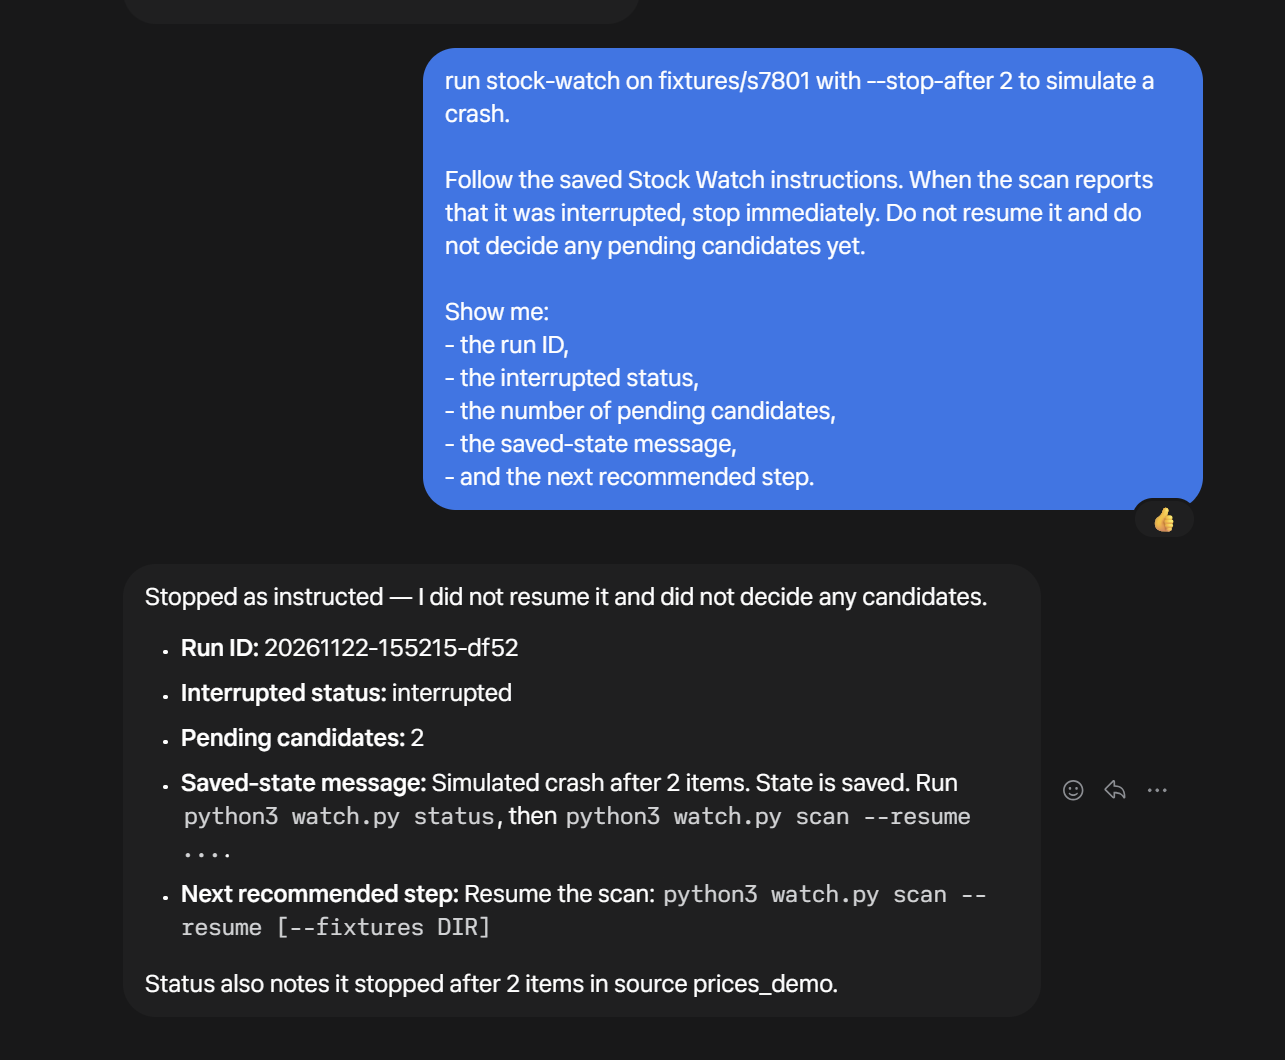 run stock-watch on fixtures/s7801 with --stop-after 2 to simulate a
crash.
Follow the saved Stock Watch instructions. When the scan reports
that it was interrupted, stop immediately. Do not resume it and do
not decide any pending candidates yet.
Show me:
- the run ID,
- the interrupted status,
- the number of pending candidates,
- the saved-state message,
- and the next recommended step.
Stopped as instructed — I did not resume it and did not decide any candidates.
• Run ID: 20261122-155215-df52
• Interrupted status: interrupted
• Pending candidates: 2
• Saved-state message: Simulated crash after 2 items. State is saved. Run
python3 watch.py status, then python3 watch.py scan --resume
....
• Next recommended step: Resume the scan: python3 watch.py scan --
resume [--fixtures DIR]
Status also notes it stopped after 2 items in source prices_demo.